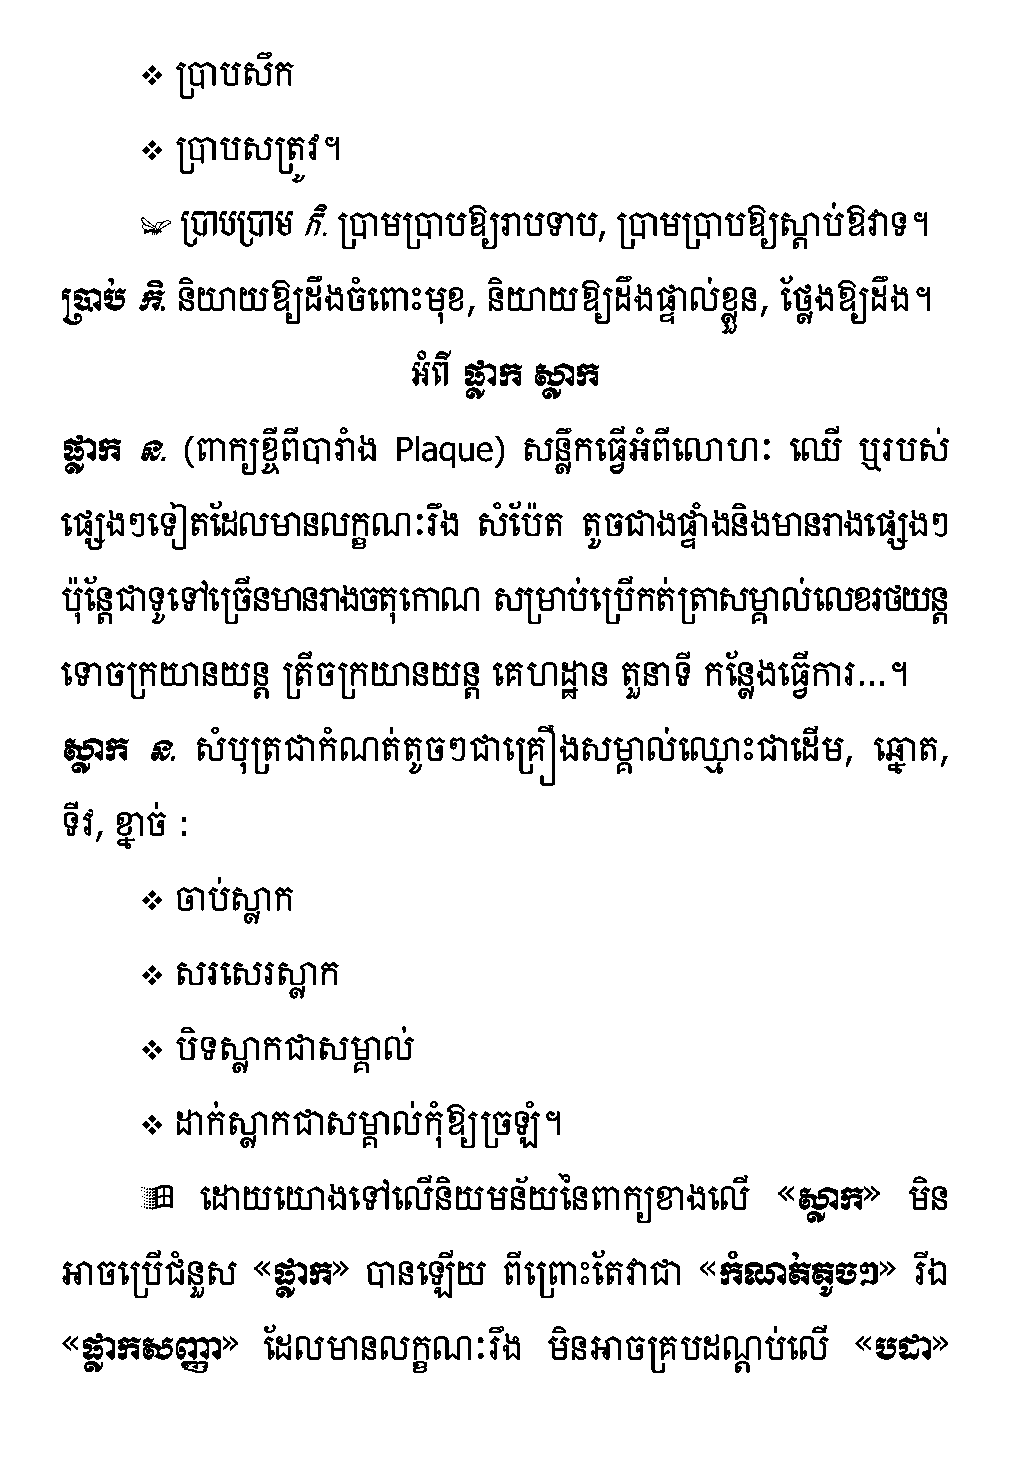 ❖ ប្រាបសឹក
❖ ប្រាបសត្រូវ។
ប្រាបប្រាម កិ. ប្រាមប្រាបឱ្យរាបទាប, ប្រាមប្រាបឱ្យស្ដាប់ឱវាទ។
ប្រាប់ កិ. និយាយឱ្យដឹងចំពោះមុខ, និយាយឱ្យដឹងផ្ទាល់ខ្លួន, ថ្លែងឱ្យដឹង។
អំពី ផ្លាក ស្លាក
ផ្លាក ន. (ពាក្យខ្ចីពីបារាំង Plaque) សន្លឹកធ្វើអំពីលោហៈ ឈើ ឬរបស់
ផ្សេងៗទៀតដែលមានលក្ខណៈរឹង សំប៉ែត តូចជាងផ្ទាំងនិងមានរាងផ្សេងៗ
ប៉ុន្តែជាទូទៅច្រើនមានរាងចតុកោណ សម្រាប់ប្រើកត់ត្រាសម្គាល់លេខរថយន្ត
ទោចក្រយានយន្ត ត្រីចក្រយានយន្ត គេហដ្ឋាន តួនាទី កន្លែងធ្វើការ...។
ស្លាក ន. សំបុត្រជាកំណត់តូចៗជាគ្រឿងសម្គាល់ឈ្មោះជាដើម, ឆ្នោត,
ទីវ, ខ្នាច់ :
❖ ចាប់ស្លាក
❖ សរសេរស្លាក
❖ បិទស្លាកជាសម្គាល់
❖ ដាក់ស្លាកជាសម្គាល់កុំឱ្យច្រឡំ។
ដោយយោងទៅលើនិយមន័យនៃពាក្យខាងលើ «ស្លាក» មិន
អាចប្រើជំនួស «ផ្លាក» បានឡើយ ពីព្រោះតែវាជា «កំណត់តូចៗ» រីឯ
«ផ្លាកសញ្ញា» ដែលមានលក្ខណៈរឹង មិនអាចគ្របដណ្ដប់លើ «បដា»